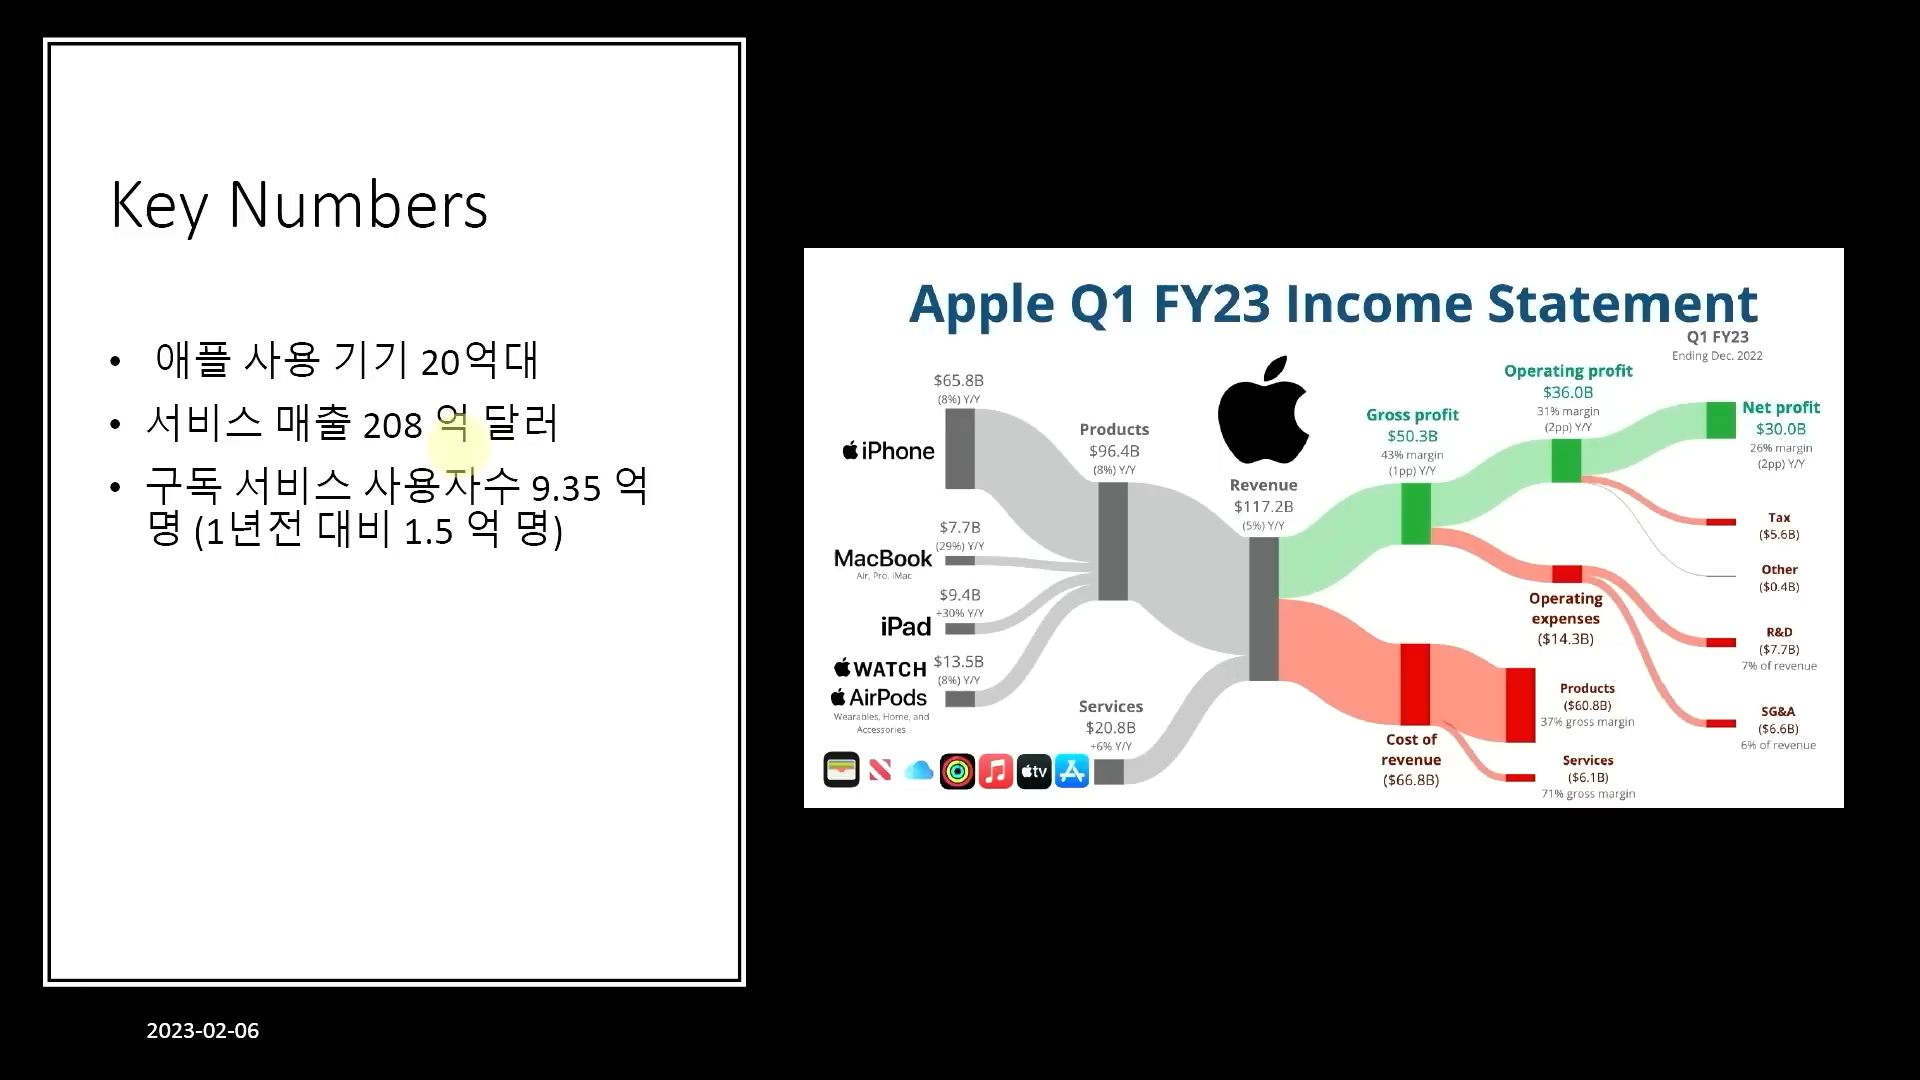 Key Numbers
• 애플 사용 기기 20억대
• 서비스 매출 208 억 달러
• 구독 서비스 사용자수 9.35 억
명 (1년전 대비 1.5 억 명)
2023-02-06
Apple Q1 FY23 Income Statement
Q1 FY23
Ending Dec. 2022
$65.8B
(8%) Y/Y
iPhone
$7.7B
(29%) Y/Y
MacBook
Air, Pro, iMac
$9.4B
+30% Y/Y
iPad
$13.5B
(8%) Y/Y
WATCH
AirPods
Wearables, Home, and
Accessories
Products
$96.4B
(8%) Y/Y
Services
$20.8B
+6% Y/Y
tv
Revenue
$117.2B
(5%) Y/Y
Gross profit
$50.3B
43% margin
(1pp) Y/Y
Cost of
revenue
($66.8B)
Operating profit
$36.0B
31% margin
(2pp) Y/Y
Operating
expenses
($14.3B)
Products
($60.8B)
37% gross margin
Services
($6.1B)
71% gross margin
Net profit
$30.0B
26% margin
(2pp) Y/Y
Tax
($5.6B)
Other
($0.4B)
R&D
($7.7B)
7% of revenue
SG&A
($6.6B)
6% of revenue